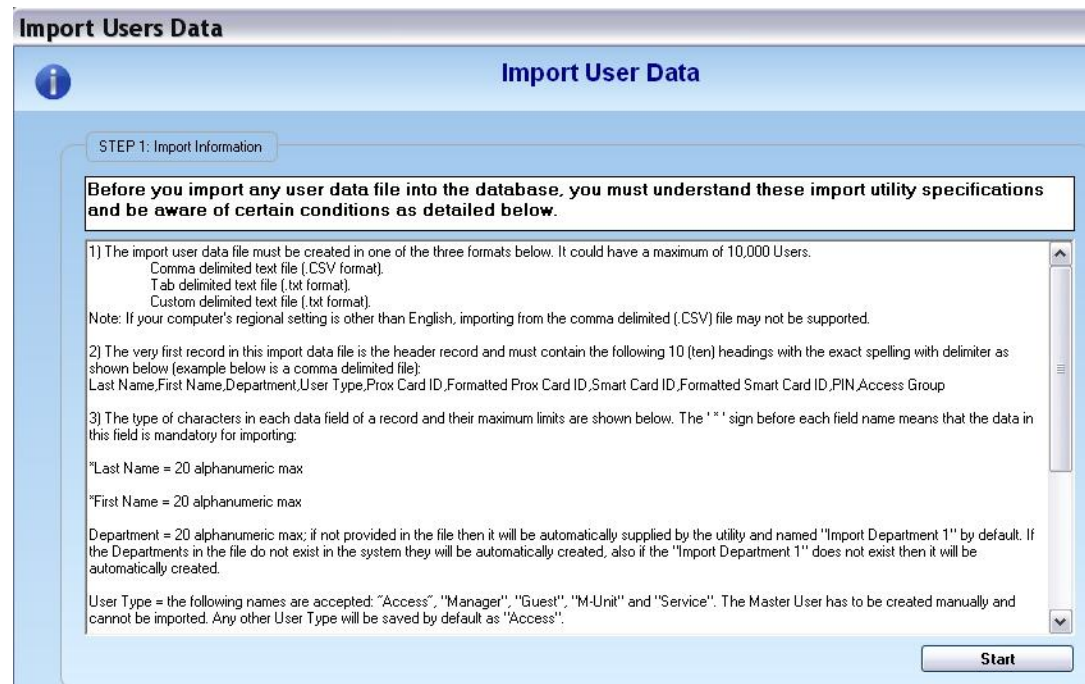 Import Users Data
Import User Data
STEP 1: Import Information
Before you import any user data file into the database, you must understand these import utility specifications
and be aware of certain conditions as detailed below.
1) The import user data file must be created in one of the three formats below. It could have a maximum of 10,000 Users.
Comma delimited text file (.CSV format).
Tab delimited text file (.txt format).
Custom delimited text file (.txt format).
Note: If your computer's regional setting is other than English, importing from the comma delimited (.CSV) file may not be supported.
2) The very first record in this import data file is the header record and must contain the following 10 (ten) headings with the exact spelling with delimiter as
shown below (example below is a comma delimited file):
Last Name,First Name,Department,User Type,Prox Card ID,Formatted Prox Card ID,Smart Card ID,Formatted Smart Card ID,PIN,Access Group
3) The type of characters in each data field of a record and their maximum limits are shown below. The ' * ' sign before each field name means that the data in
this field is mandatory for importing:
*Last Name = 20 alphanumeric max
*First Name = 20 alphanumeric max
Department = 20 alphanumeric max; if not provided in the file then it will be automatically supplied by the utility and named "Import Department 1" by default. If
the Departments in the file do not exist in the system they will be automatically created, also if the "Import Department 1" does not exist then it will be
automatically created.
User Type = the following names are accepted: "Access", "Manager", "Guest", "M-Unit" and "Service". The Master User has to be created manually and
cannot be imported. Any other User Type will be saved by default as "Access".
Start